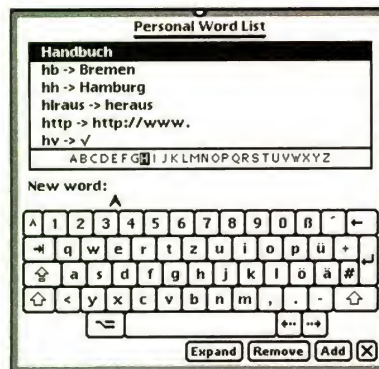 Personal Word List
Handbuch
hb -> Bremen
hh -> Hamburg
hlraus -> heraus
http -> http://www.
hv -> √
ABCDEFGHIJKLMNOPQRSTUVWXYZ
New word:
^ 1 2 3 4 5 6 7 8 9 0 ß ´ ←
q w e r t z u i o p ü +
a s d f g h j k l ö ä #
< y x c v b n m , . -
Expand Remove Add X